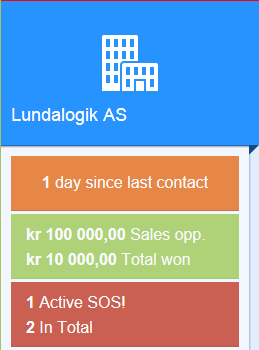 Lundalogik AS
1 day since last contact
kr 100 000,00 Sales opp.
kr 10 000,00 Total won
1 Active SOS!
2 In Total